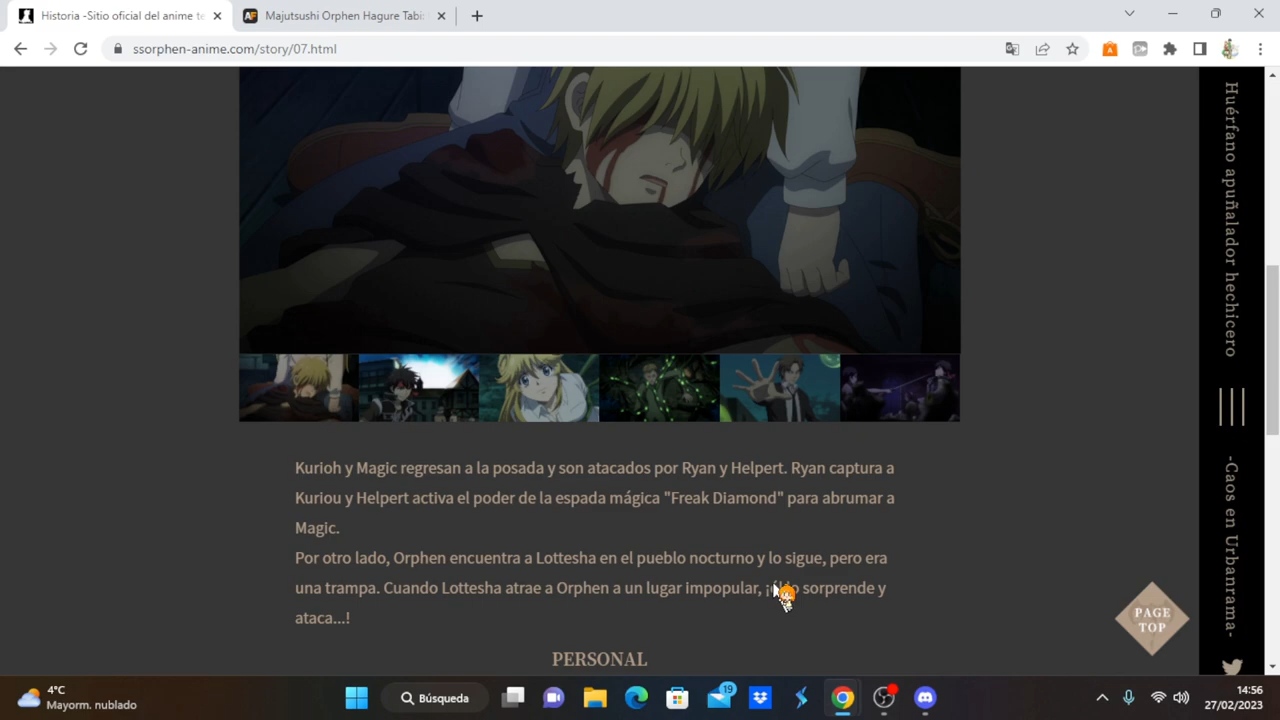 Historia -Sitio oficial del anime te
Majutsushi Orphen Hagure Tabi:
ssorphen-anime.com/story/07.html
Huérfano apuñalador hechicero
-Caos en Urbanrama-
Kurioh y Magic regresan a la posada y son atacados por Ryan y Helpert. Ryan captura a
Kuriou y Helpert activa el poder de la espada mágica "Freak Diamond" para abrumar a
Magic.
Por otro lado, Orphen encuentra a Lottesha en el pueblo nocturno y lo sigue, pero era
una trampa. Cuando Lottesha atrae a Orphen a un lugar impopular, sorprende y
ataca...!
PERSONAL
PAGE
TOP
4°C
Mayorm. nublado
Búsqueda
19
14:56
27/02/2023